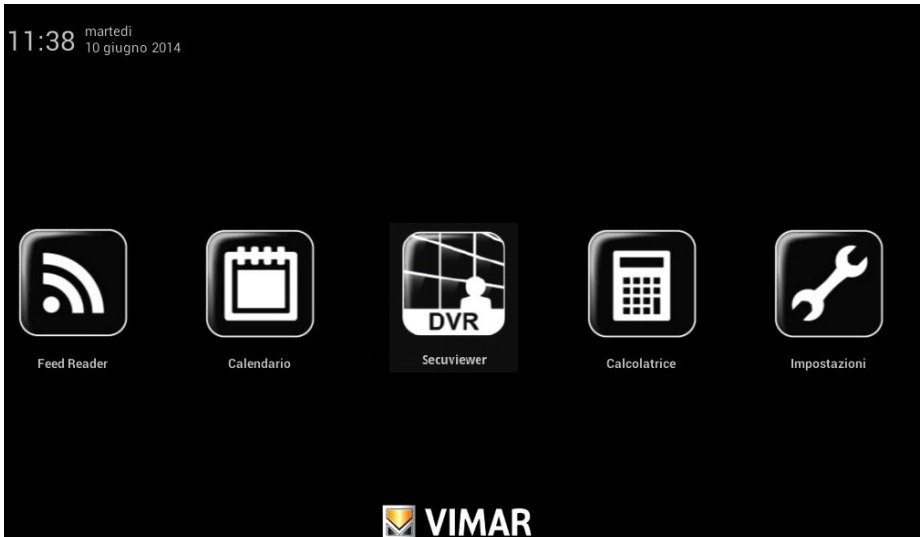 11:38
martedì
10 giugno 2014
DVR
Feed Reader
Calendario
Secuviewer
Calcolatrice
Impostazioni
VIMAR